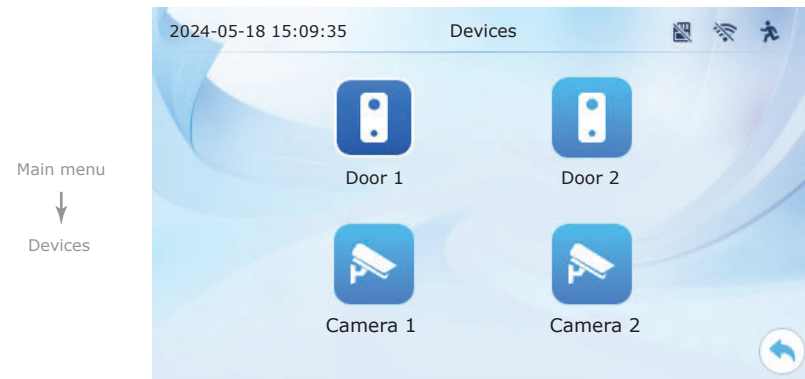 2024-05-18 15:09:35 Devices
Door 1 Door 2
Main menu
Devices
Camera 1 Camera 2